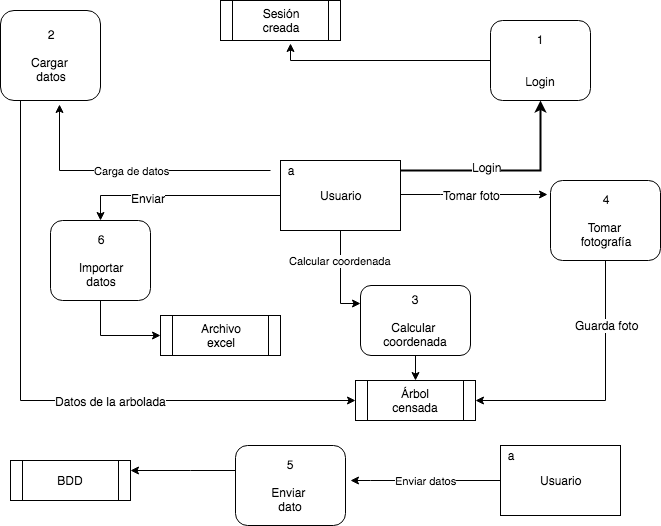 Sesión
creada
1
Login
2
Cargar
datos
Carga de datos
a
Usuario
Login
Enviar
Tomar foto
4
Tomar
fotografía
6
Importar
datos
Calcular coordenada
3
Calcular
coordenada
Archivo
excel
Guarda foto
Datos de la arbolada
Árbol
censada
5
Enviar
dato
BDD
Enviar datos
a
Usuario